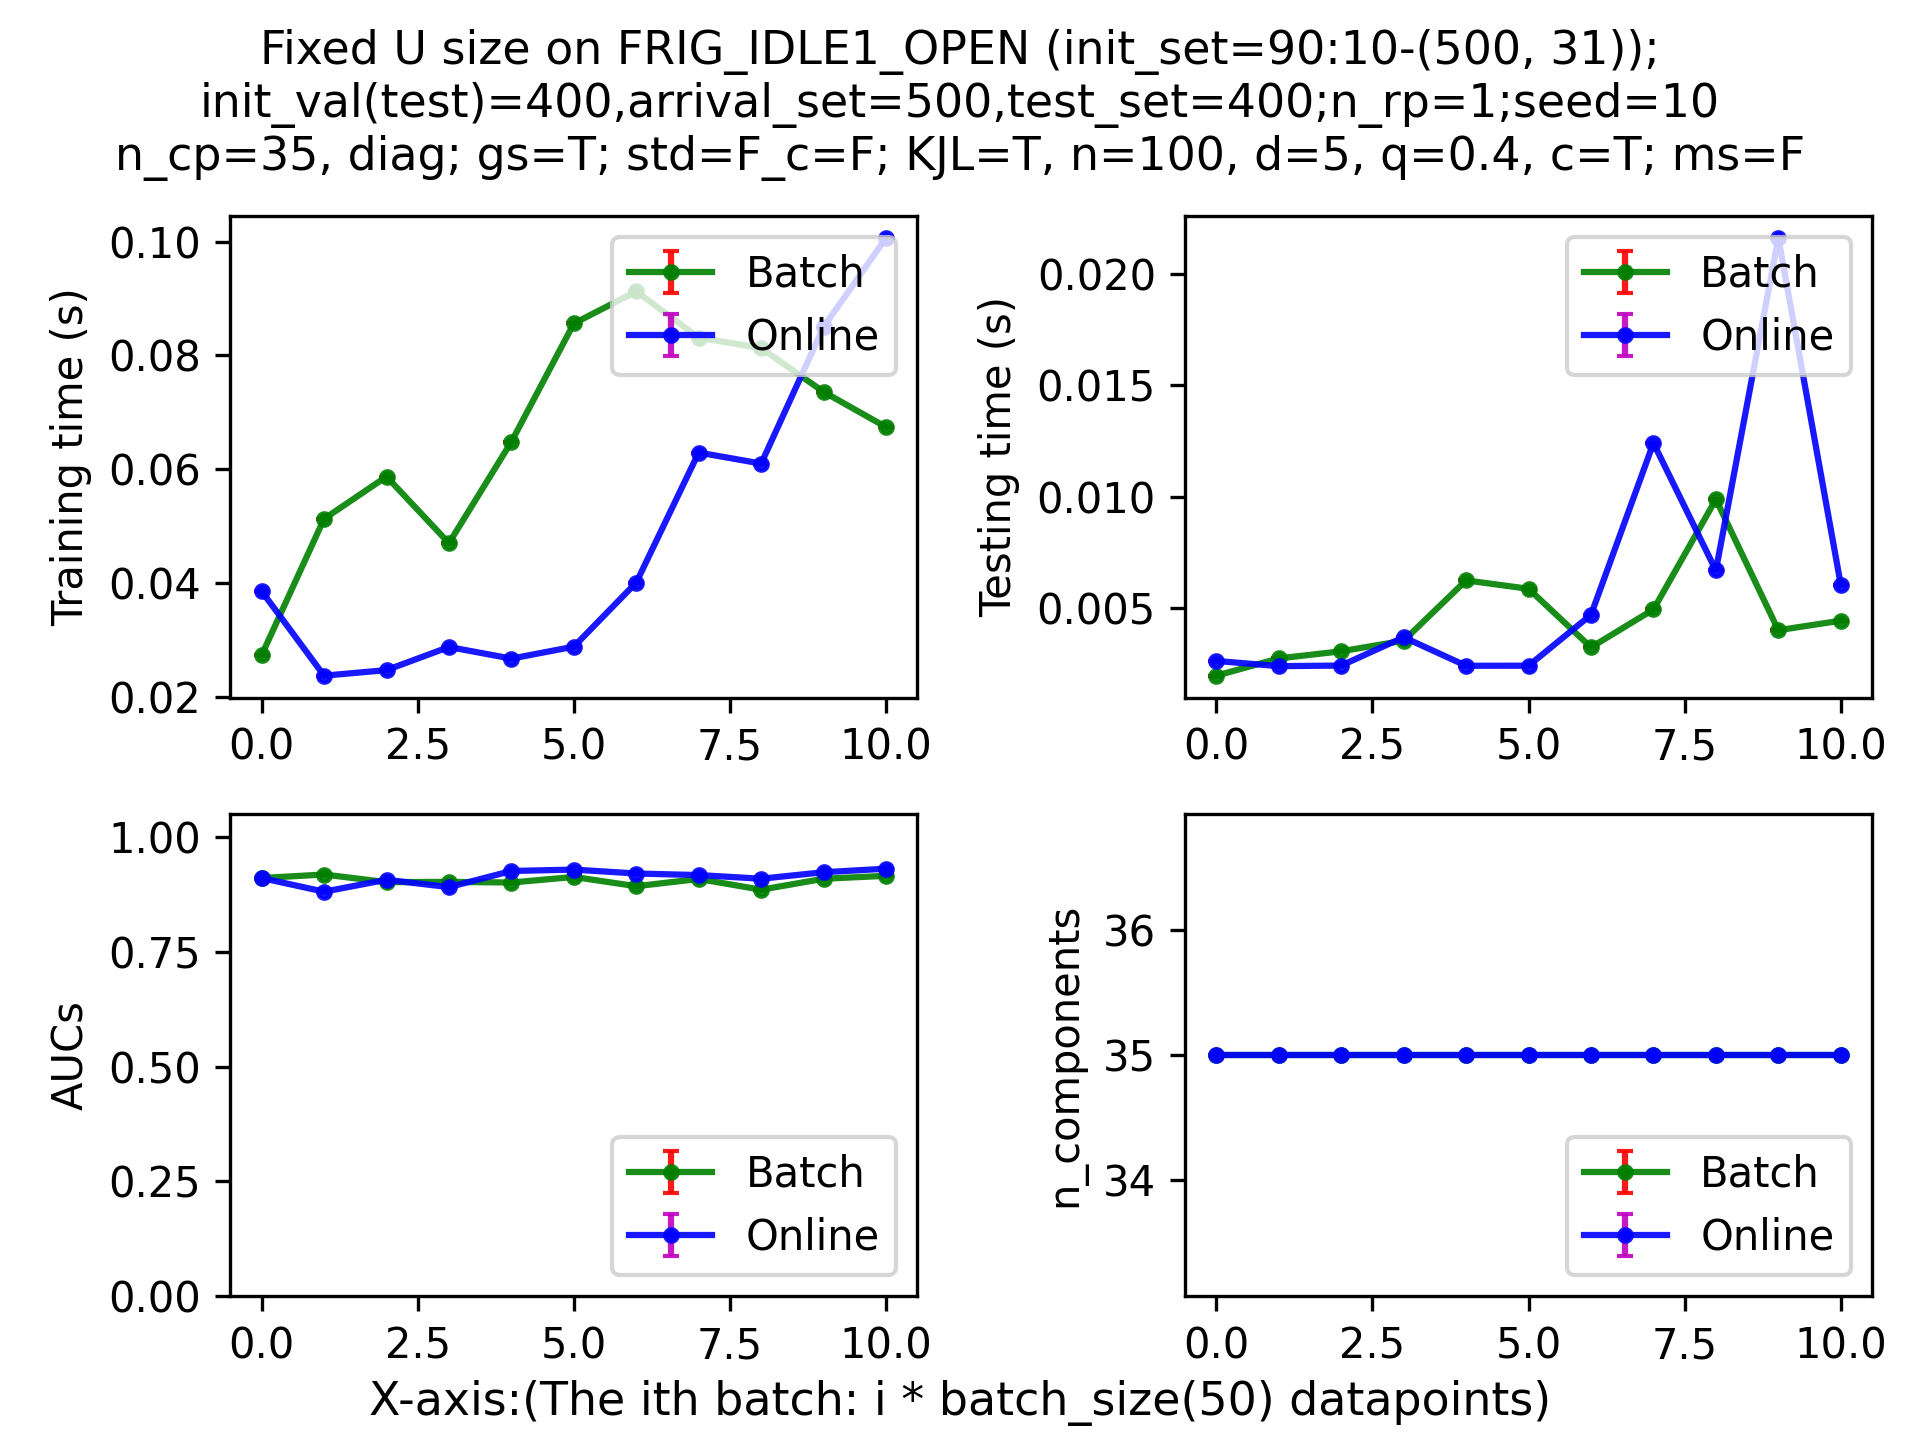 Fixed U size on FRIG_IDLE1_OPEN (init_set=90:10-(500, 31));
init_val(test)=400,arrival_set=500,test_set=400;n_rp=1;seed=10
n_cp=35, diag; gs=T; std=F_c=F; KJL=T, n=100, d=5, q=0.4, c=T; ms=F
Training time (s)
0.10
0.08
0.06
0.04
0.02
0.0 2.5 5.0 7.5 10.0
Batch
Online
Testing time (s)
0.020
0.015
0.010
0.005
0.0 2.5 5.0 7.5 10.0
Batch
Online
AUCs
1.00
0.75
0.50
0.25
0.00
0.0 2.5 5.0 7.5 10.0
Batch
Online
n_components
36
35
34
0.0 2.5 5.0 7.5 10.0
Batch
Online
X-axis:(The ith batch: i * batch_size(50) datapoints)